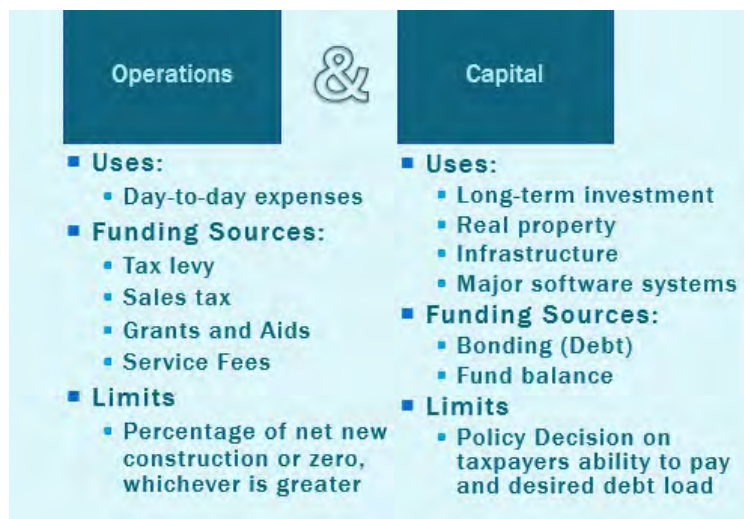 Operations
&
Capital
Uses:
Day-to-day expenses
Funding Sources:
Tax levy
Sales tax
Grants and Aids
Service Fees
Limits
Percentage of net new
construction or zero,
whichever is greater
Uses:
Long-term investment
Real property
Infrastructure
Major software systems
Funding Sources:
Bonding (Debt)
Fund balance
Limits
Policy Decision on
taxpayers ability to pay
and desired debt load